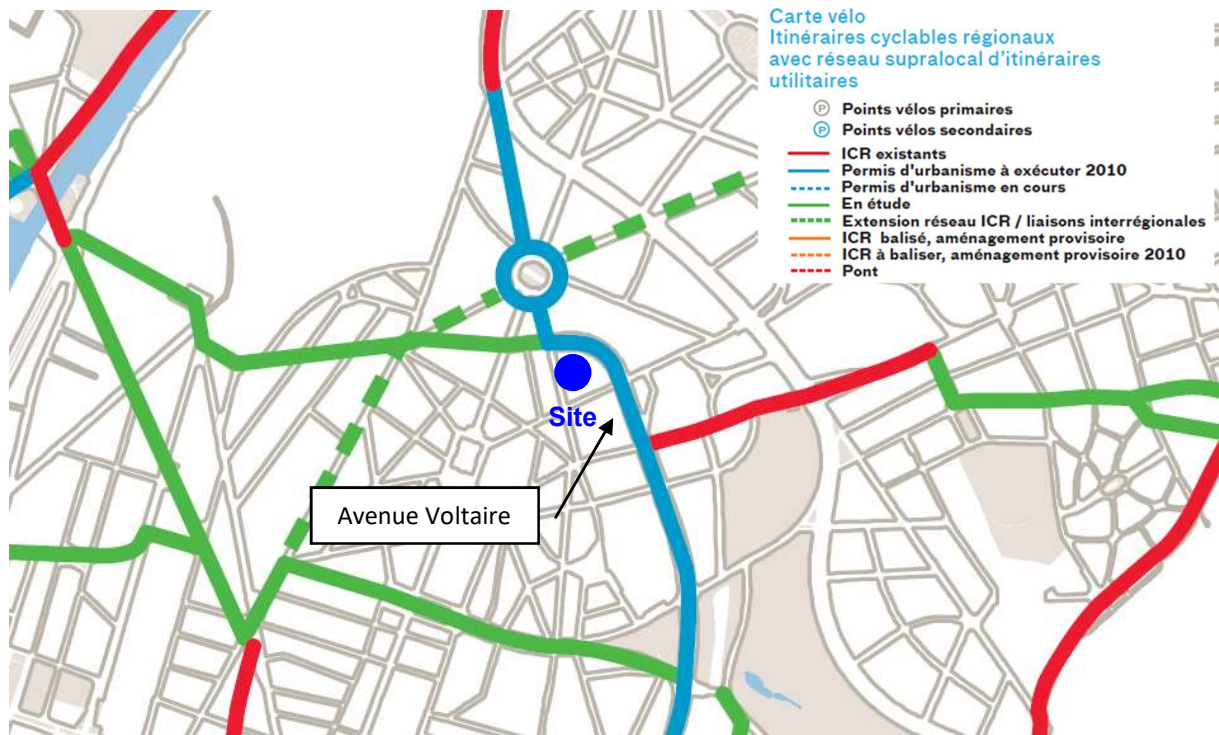 Carte vélo
Itinéraires cyclables régionaux
avec réseau supralocal d'itinéraires
utilitaires
P Points vélos primaires
P Points vélos secondaires
ICR existants
Permis d'urbanisme à exécuter 2010
Permis d'urbanisme en cours
En étude
Extension réseau ICR / liaisons interrégionales
ICR balisé, aménagement provisoire
ICR à baliser, aménagement provisoire 2010
Pont
Site
Avenue Voltaire